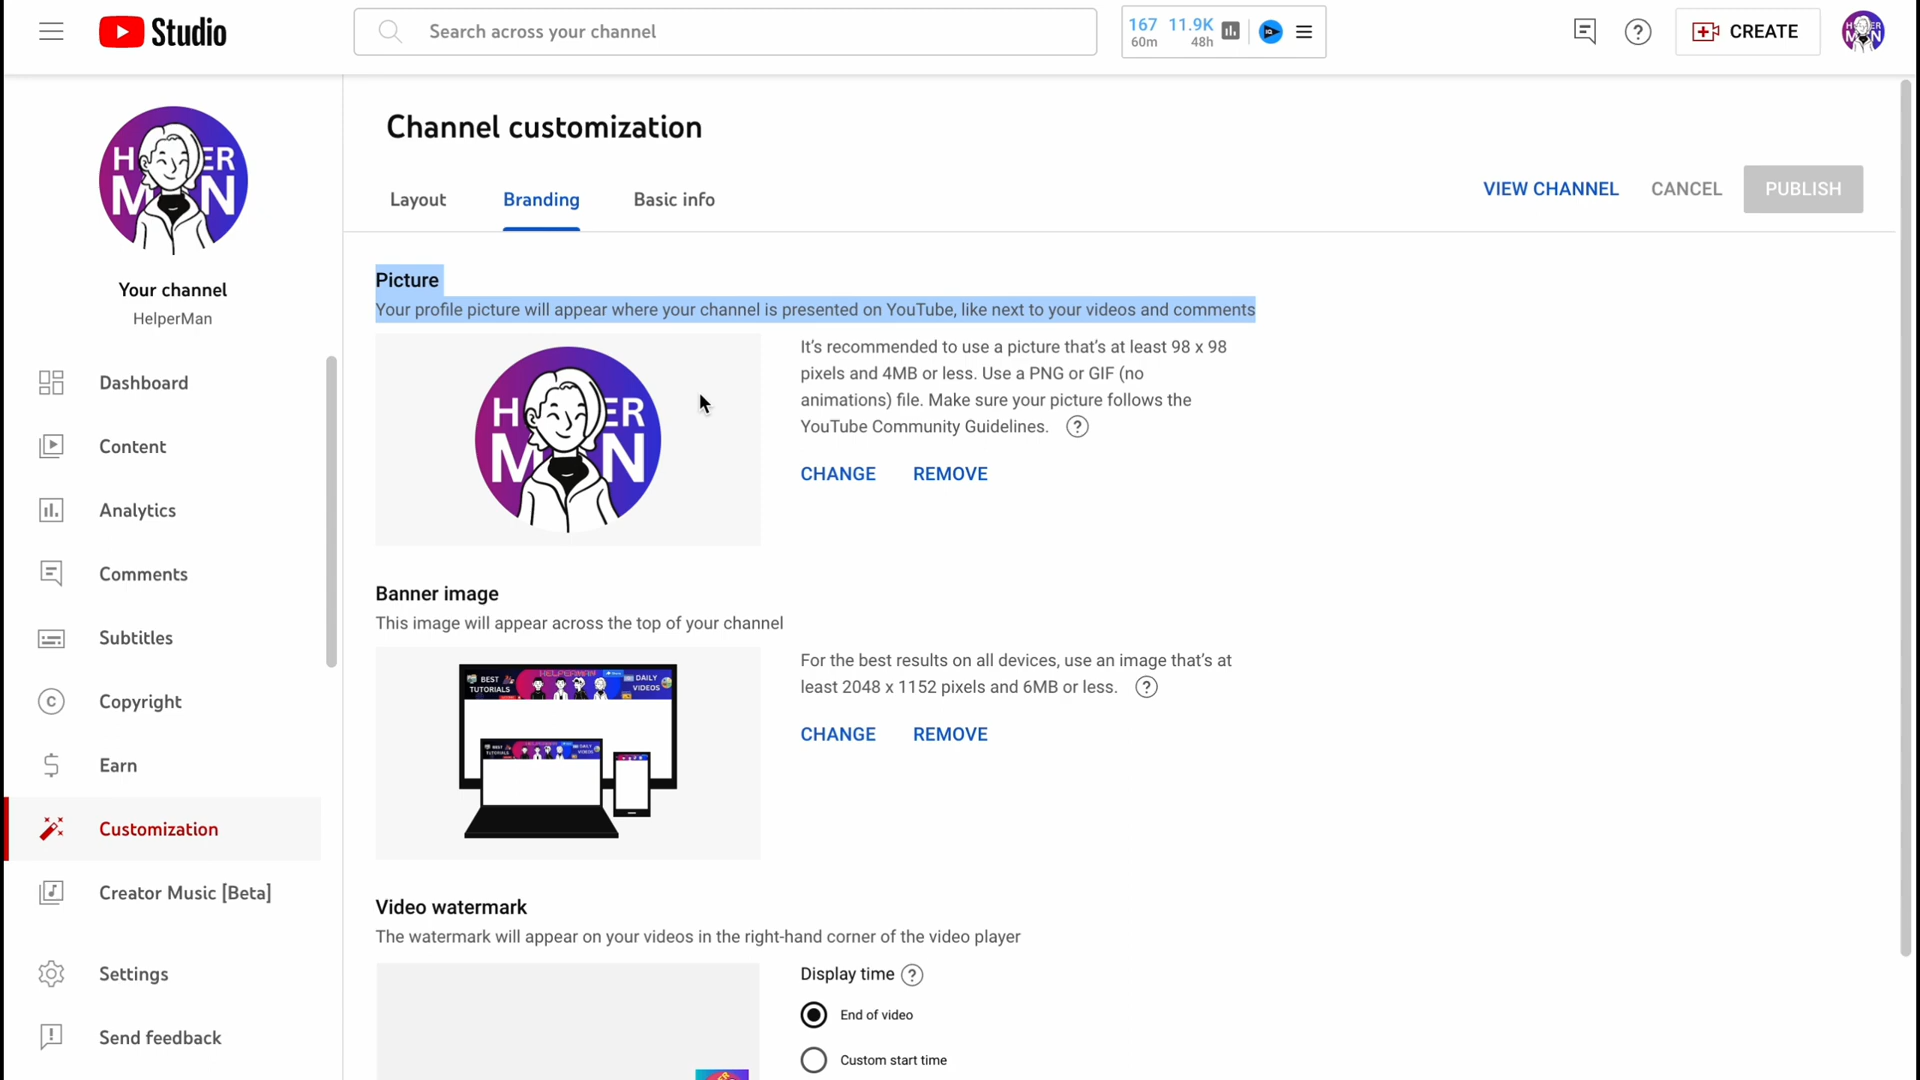 Studio
Search across your channel
167 11.9K
60m 48h
CREATE
Channel customization
Layout Branding Basic info
VIEW CHANNEL CANCEL PUBLISH
Your channel
HelperMan
Dashboard
Content
Analytics
Comments
Subtitles
Copyright
Earn
Customization
Creator Music [Beta]
Settings
Send feedback
Picture
Your profile picture will appear where your channel is presented on YouTube, like next to your videos and comments
It's recommended to use a picture that's at least 98 x 98
pixels and 4MB or less. Use a PNG or GIF (no
animations) file. Make sure your picture follows the
YouTube Community Guidelines.
CHANGE REMOVE
Banner image
This image will appear across the top of your channel
BEST
TUTORIALS
HELPERMAN
DAILY
VIDEOS
For the best results on all devices, use an image that's at
least 2048 x 1152 pixels and 6MB or less.
CHANGE REMOVE
Video watermark
The watermark will appear on your videos in the right-hand corner of the video player
Display time
End of video
Custom start time